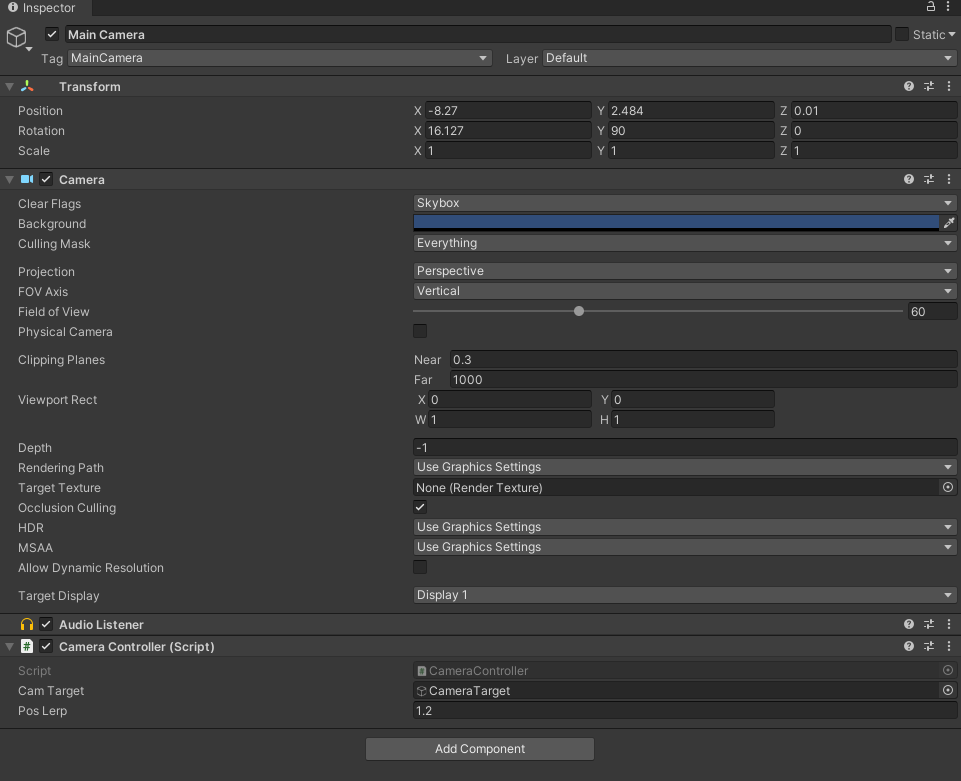 Inspector
Main Camera Static
Tag MainCamera Layer Default
Transform
Position X -8.27 Y 2.484 Z 0.01
Rotation X 16.127 Y 90 Z 0
Scale X 1 Y 1 Z 1
Camera
Clear Flags Skybox
Background
Culling Mask Everything
Projection Perspective
FOV Axis Vertical
Field of View 60
Physical Camera
Clipping Planes Near 0.3
Far 1000
Viewport Rect X 0 Y 0
W 1 H 1
Depth -1
Rendering Path Use Graphics Settings
Target Texture None (Render Texture)
Occlusion Culling
HDR Use Graphics Settings
MSAA Use Graphics Settings
Allow Dynamic Resolution
Target Display Display 1
Audio Listener
# Camera Controller (Script)
Script CameraController
Cam Target CameraTarget
Pos Lerp 1.2
Add Component